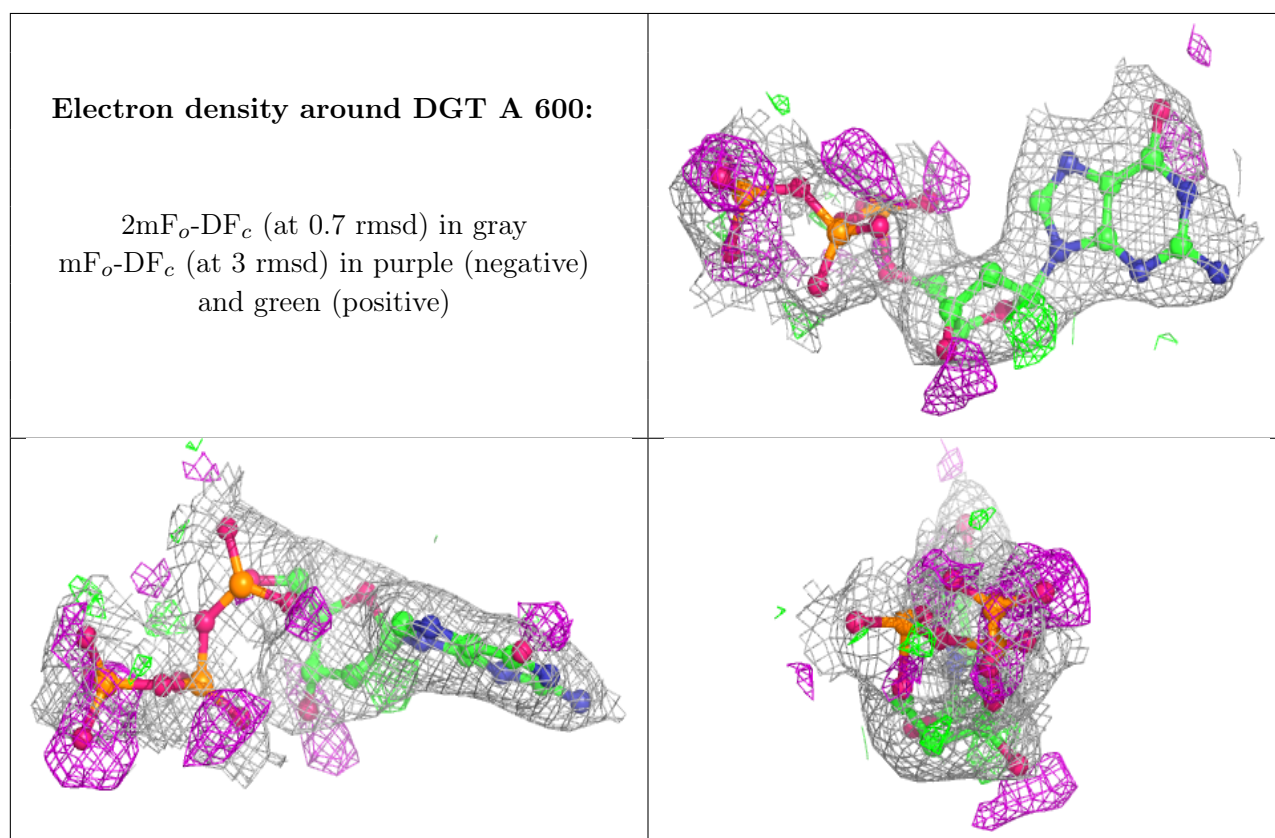 Electron density around DGT A 600:
2mFo-DFc (at 0.7 rmsd) in gray
mFo-DFc (at 3 rmsd) in purple (negative)
and green (positive)